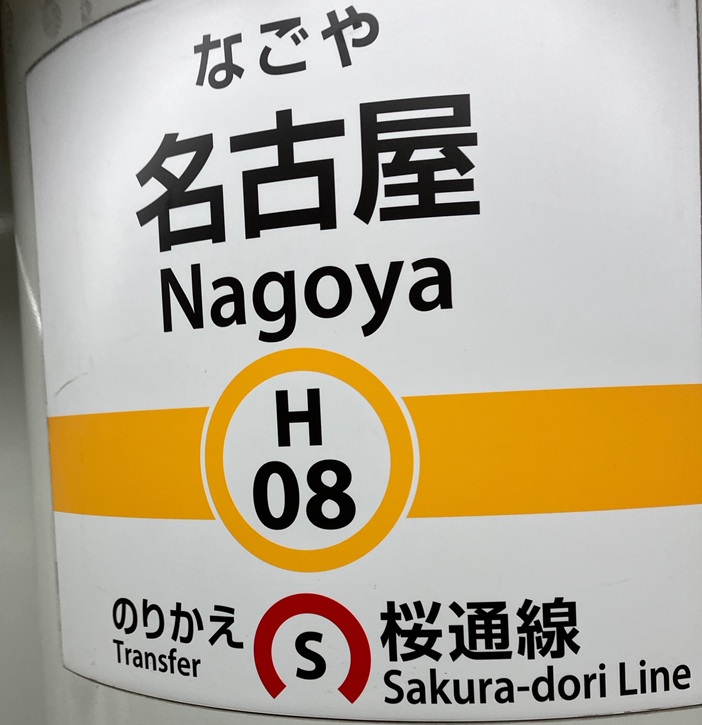 なごや
名古屋
Nagoya
H
08
のりかえ S 桜通線
Transfer Sakura-dori Line